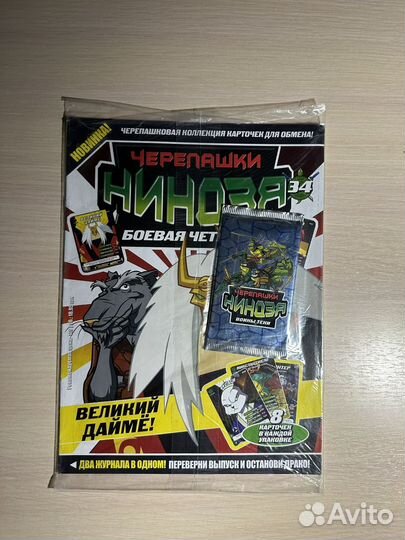 НОВИНКА!
ЧЕРЕПАШКОВАЯ КОЛЛЕКЦИЯ КАРТОЧЕК ДЛЯ ОБМЕНА!
ЧЕРЕПАШКИ
НИНДЗЯ
34
БОЕВАЯ ЧЕТ
ЧЕРЕПАШКИ
НИНДЗЯ
ВОИНЫ ТЕНИ
ВЕЛИКИЙ
ДАЙМЕ!
8
КАРТОЧЕК
В КАЖДОЙ
УПАКОВКЕ
ДВА ЖУРНАЛА В ОДНОМ! ПЕРЕВЕРНИ ВЫПУСК И ОСТАНОВИ ДРАКО!
Avito